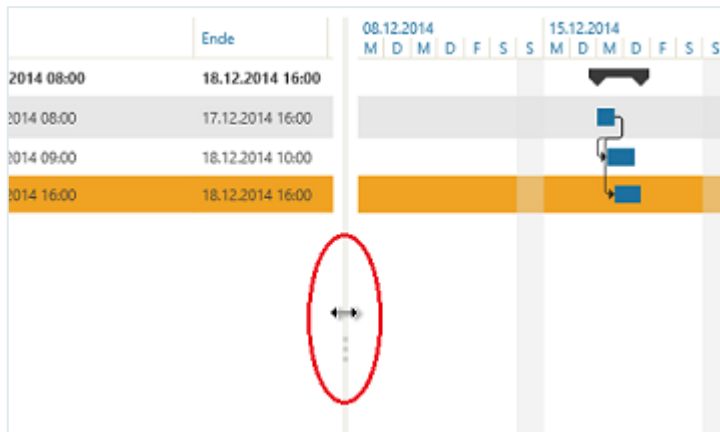 Ende
08.12.2014 15.12.2014
M D M D F S S M D M D F S S
2014 08:00 18.12.2014 16:00
2014 08:00 17.12.2014 16:00
2014 09:00 18.12.2014 10:00
2014 16:00 18.12.2014 16:00